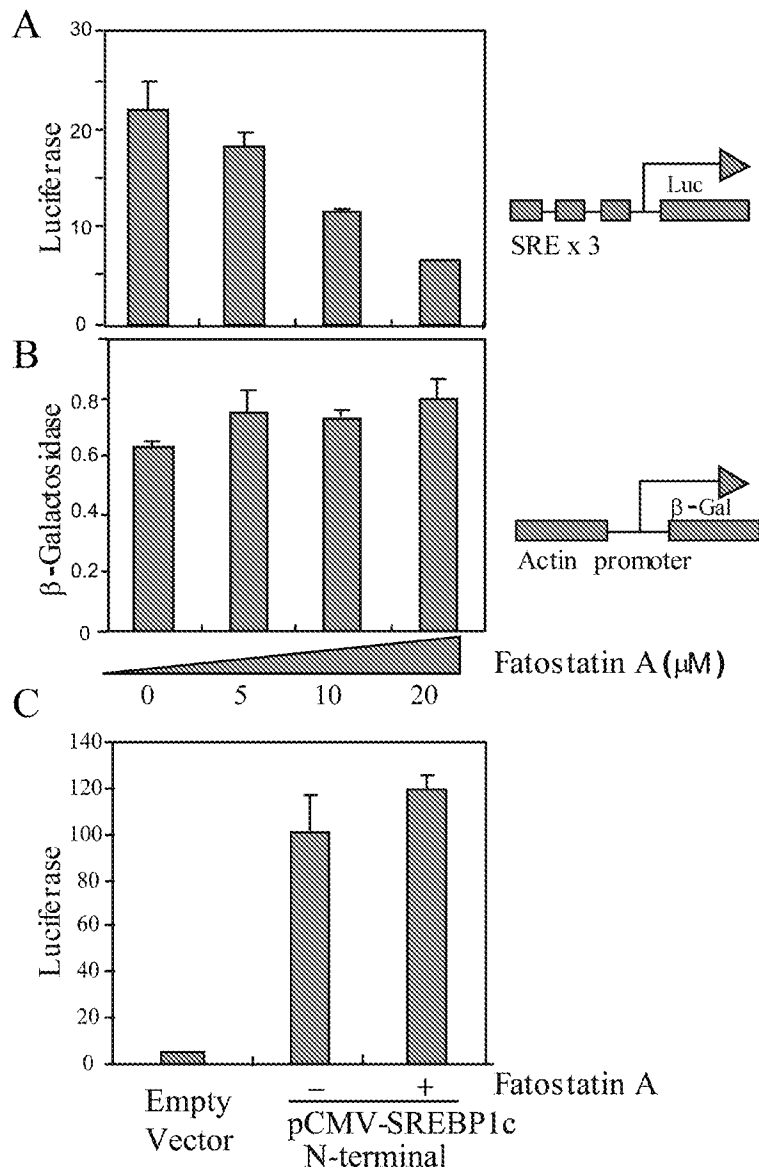 A
Luciferase
30
20
10
0
Luc
SRE x 3
B
β-Galactosidase
0.8
0.6
0.4
0.2
0
β-Gal
Actin promoter
Fatostatin A (μM)
0 5 10 20
C
Luciferase
140
120
100
80
60
40
20
0
− + Fatostatin A
Empty
Vector
pCMV-SREBP1c
N-terminal